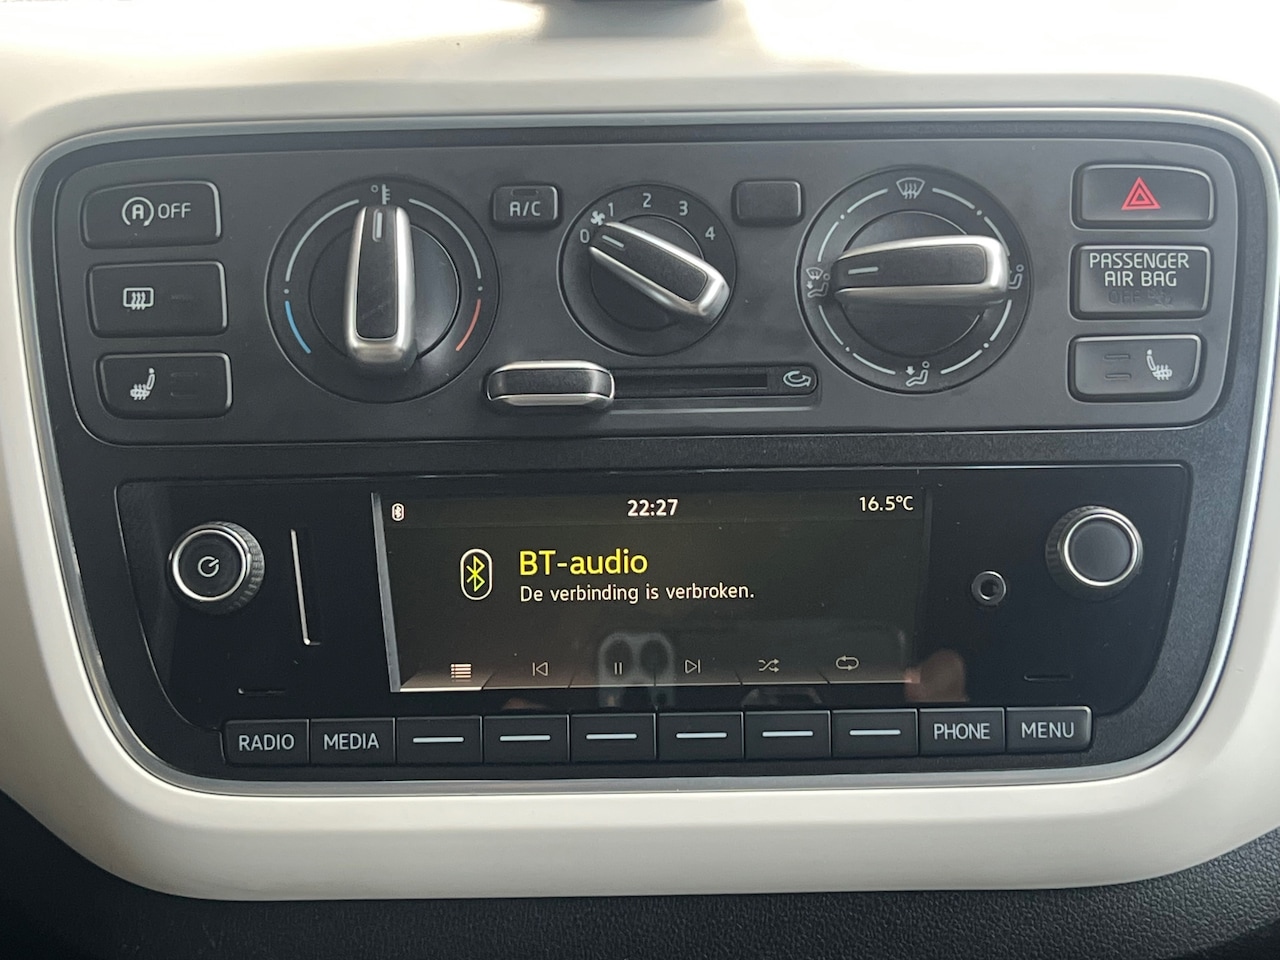 A OFF
A/C
0 1 2 3 4
PASSENGER
AIR BAG
OFF
22:27
16.5°C
BT-audio
De verbinding is verbroken.
RADIO
MEDIA
PHONE
MENU